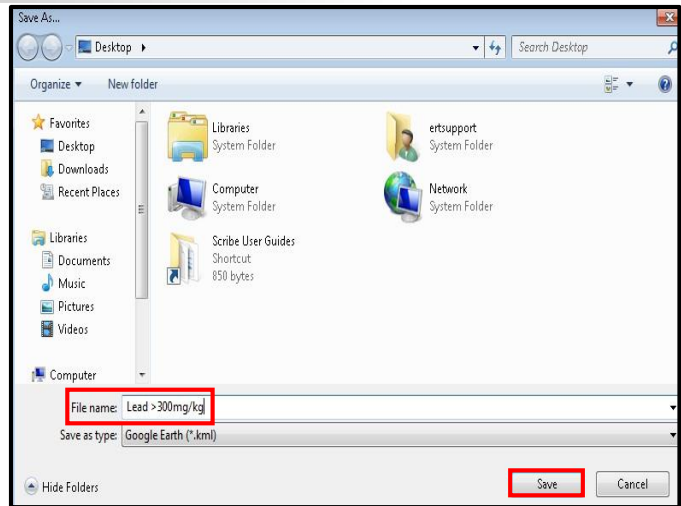 Save As...
Desktop
Search Desktop
Organize New folder
Favorites
Desktop
Downloads
Recent Places
Libraries
Documents
Music
Pictures
Videos
Computer
Libraries
System Folder
ertsupport
System Folder
Computer
System Folder
Network
System Folder
Scribe User Guides
Shortcut
850 bytes
File name: Lead >300mg/kg
Save as type: Google Earth (*.kml)
Hide Folders
Save Cancel